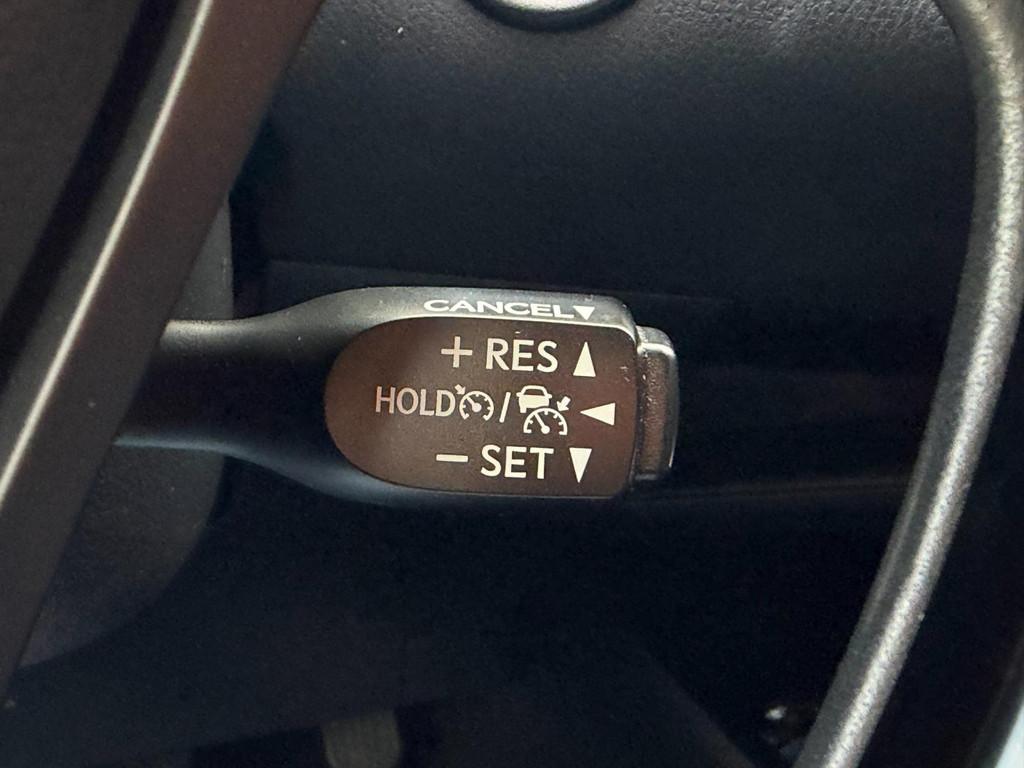 CANCEL▼
+ RES ▲
HOLD / ◀
− SET ▼